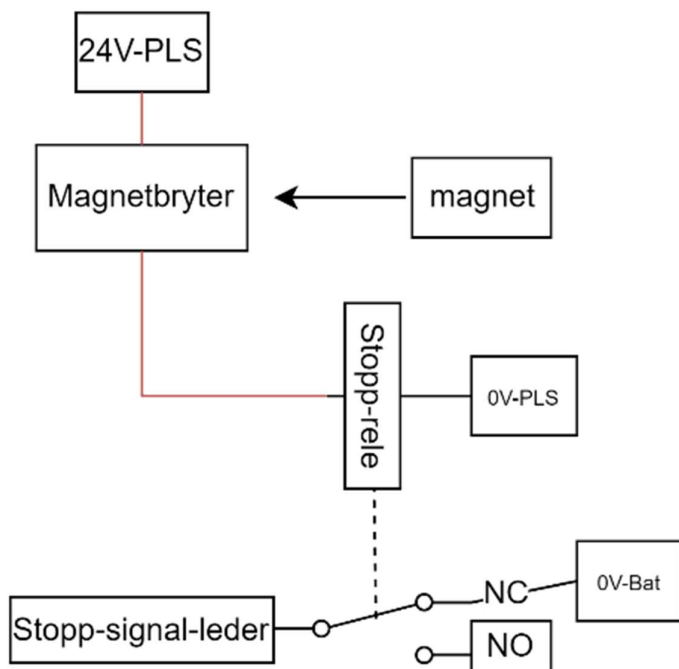 24V-PLS
Magnetbryter
magnet
Stopp-rele
0V-PLS
NC
0V-Bat
Stopp-signal-leder
NO